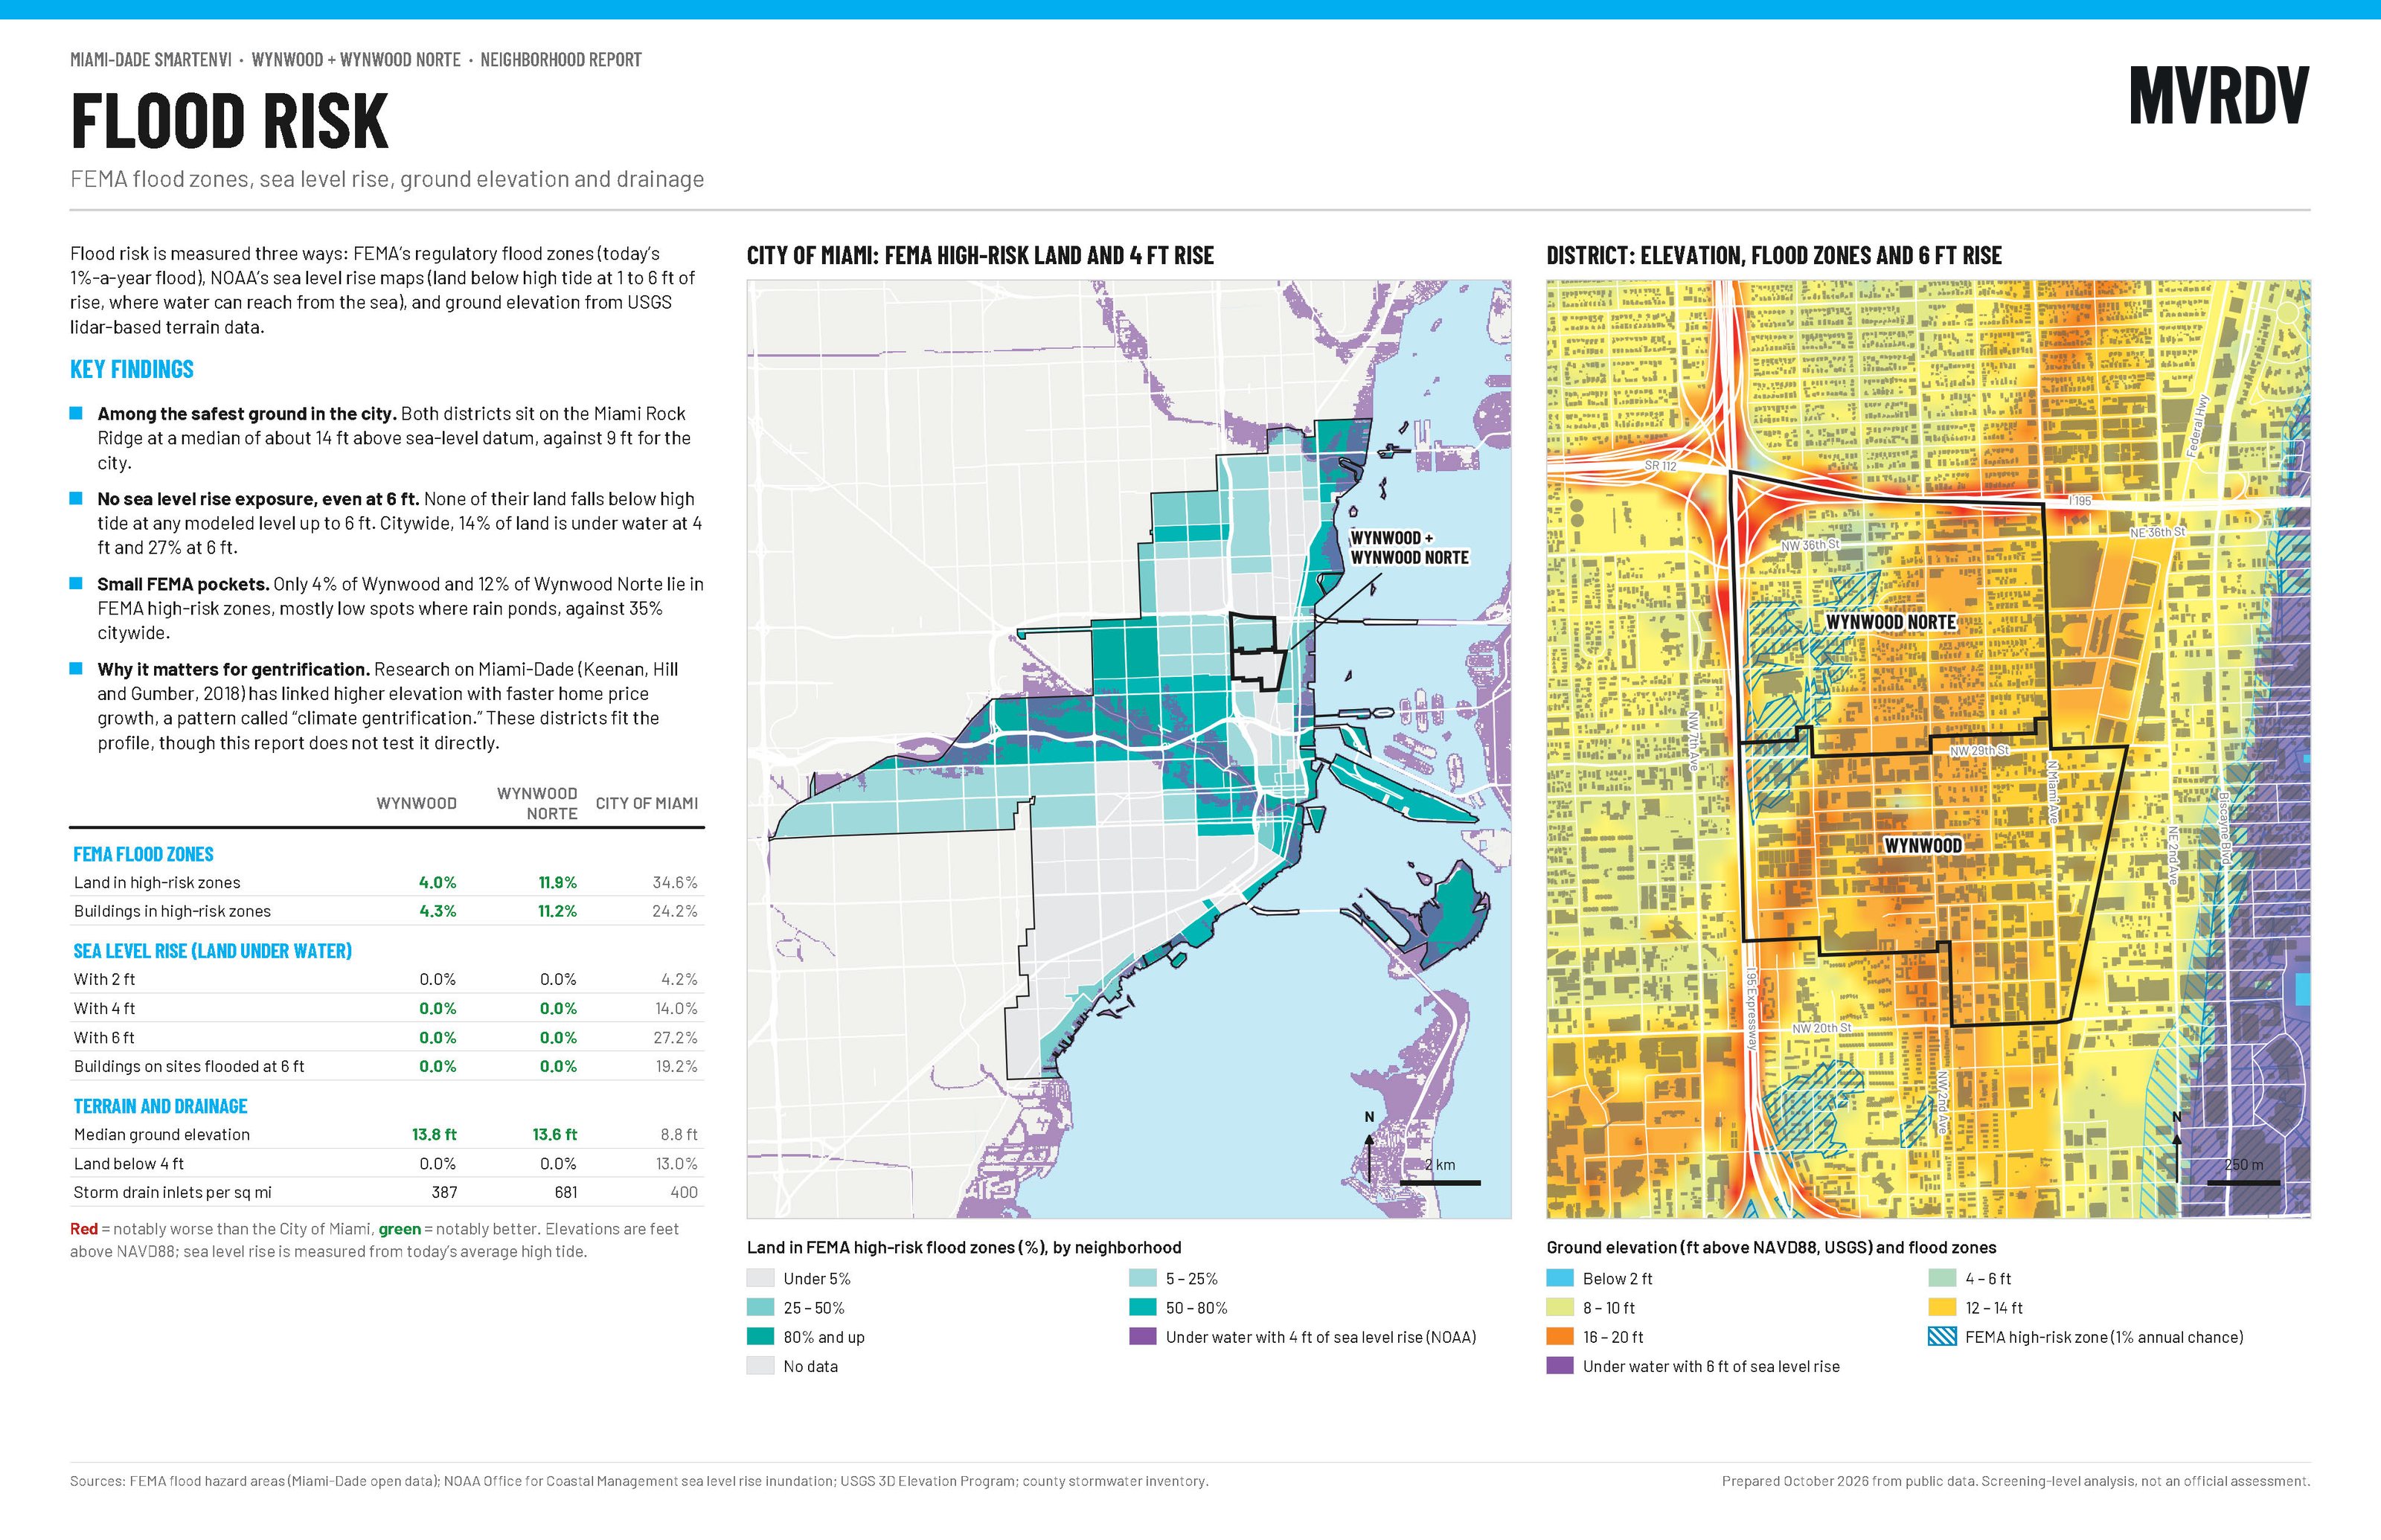 MIAMI-DADE SMARTENVI · WYNWOOD + WYNWOOD NORTE · NEIGHBORHOOD REPORT
FLOOD RISK
FEMA flood zones, sea level rise, ground elevation and drainage
MVRDV
Flood risk is measured three ways: FEMA's regulatory flood zones (today's
1%-a-year flood), NOAA's sea level rise maps (land below high tide at 1 to 6 ft of
rise, where water can reach from the sea), and ground elevation from USGS
lidar-based terrain data.
KEY FINDINGS
Among the safest ground in the city. Both districts sit on the Miami Rock
Ridge at a median of about 14 ft above sea-level datum, against 9 ft for the
city.
No sea level rise exposure, even at 6 ft. None of their land falls below high
tide at any modeled level up to 6 ft. Citywide, 14% of land is under water at 4
ft and 27% at 6 ft.
Small FEMA pockets. Only 4% of Wynwood and 12% of Wynwood Norte lie in
FEMA high-risk zones, mostly low spots where rain ponds, against 35%
citywide.
Why it matters for gentrification. Research on Miami-Dade (Keenan, Hill
and Gumber, 2018) has linked higher elevation with faster home price
growth, a pattern called “climate gentrification.” These districts fit the
profile, though this report does not test it directly.
WYNWOOD WYNWOOD NORTE CITY OF MIAMI
FEMA FLOOD ZONES
Land in high-risk zones 4.0% 11.9% 34.6%
Buildings in high-risk zones 4.3% 11.2% 24.2%
SEA LEVEL RISE (LAND UNDER WATER)
With 2 ft 0.0% 0.0% 4.2%
With 4 ft 0.0% 0.0% 14.0%
With 6 ft 0.0% 0.0% 27.2%
Buildings on sites flooded at 6 ft 0.0% 0.0% 19.2%
TERRAIN AND DRAINAGE
Median ground elevation 13.8 ft 13.6 ft 8.8 ft
Land below 4 ft 0.0% 0.0% 13.0%
Storm drain inlets per sq mi 387 681 400
Red = notably worse than the City of Miami, green = notably better. Elevations are feet
above NAVD88; sea level rise is measured from today's average high tide.
CITY OF MIAMI: FEMA HIGH-RISK LAND AND 4 FT RISE
WYNWOOD +
WYNWOOD NORTE
N
2 km
Land in FEMA high-risk flood zones (%), by neighborhood
Under 5%
5 – 25%
25 – 50%
50 – 80%
80% and up
Under water with 4 ft of sea level rise (NOAA)
No data
DISTRICT: ELEVATION, FLOOD ZONES AND 6 FT RISE
Federal Hwy
SR 112
I 195
NE 36th St
NW 36th St
WYNWOOD NORTE
NW 7th Ave
NW 29th St
N Miami Ave
Biscayne Blvd
WYNWOOD
NE 2nd Ave
I 95 Expressway
NW 20th St
NW 2nd Ave
N
250 m
Ground elevation (ft above NAVD88, USGS) and flood zones
Below 2 ft
4 – 6 ft
8 – 10 ft
12 – 14 ft
16 – 20 ft
FEMA high-risk zone (1% annual chance)
Under water with 6 ft of sea level rise
Sources: FEMA flood hazard areas (Miami-Dade open data); NOAA Office for Coastal Management sea level rise inundation; USGS 3D Elevation Program; county stormwater inventory.
Prepared October 2026 from public data. Screening-level analysis, not an official assessment.